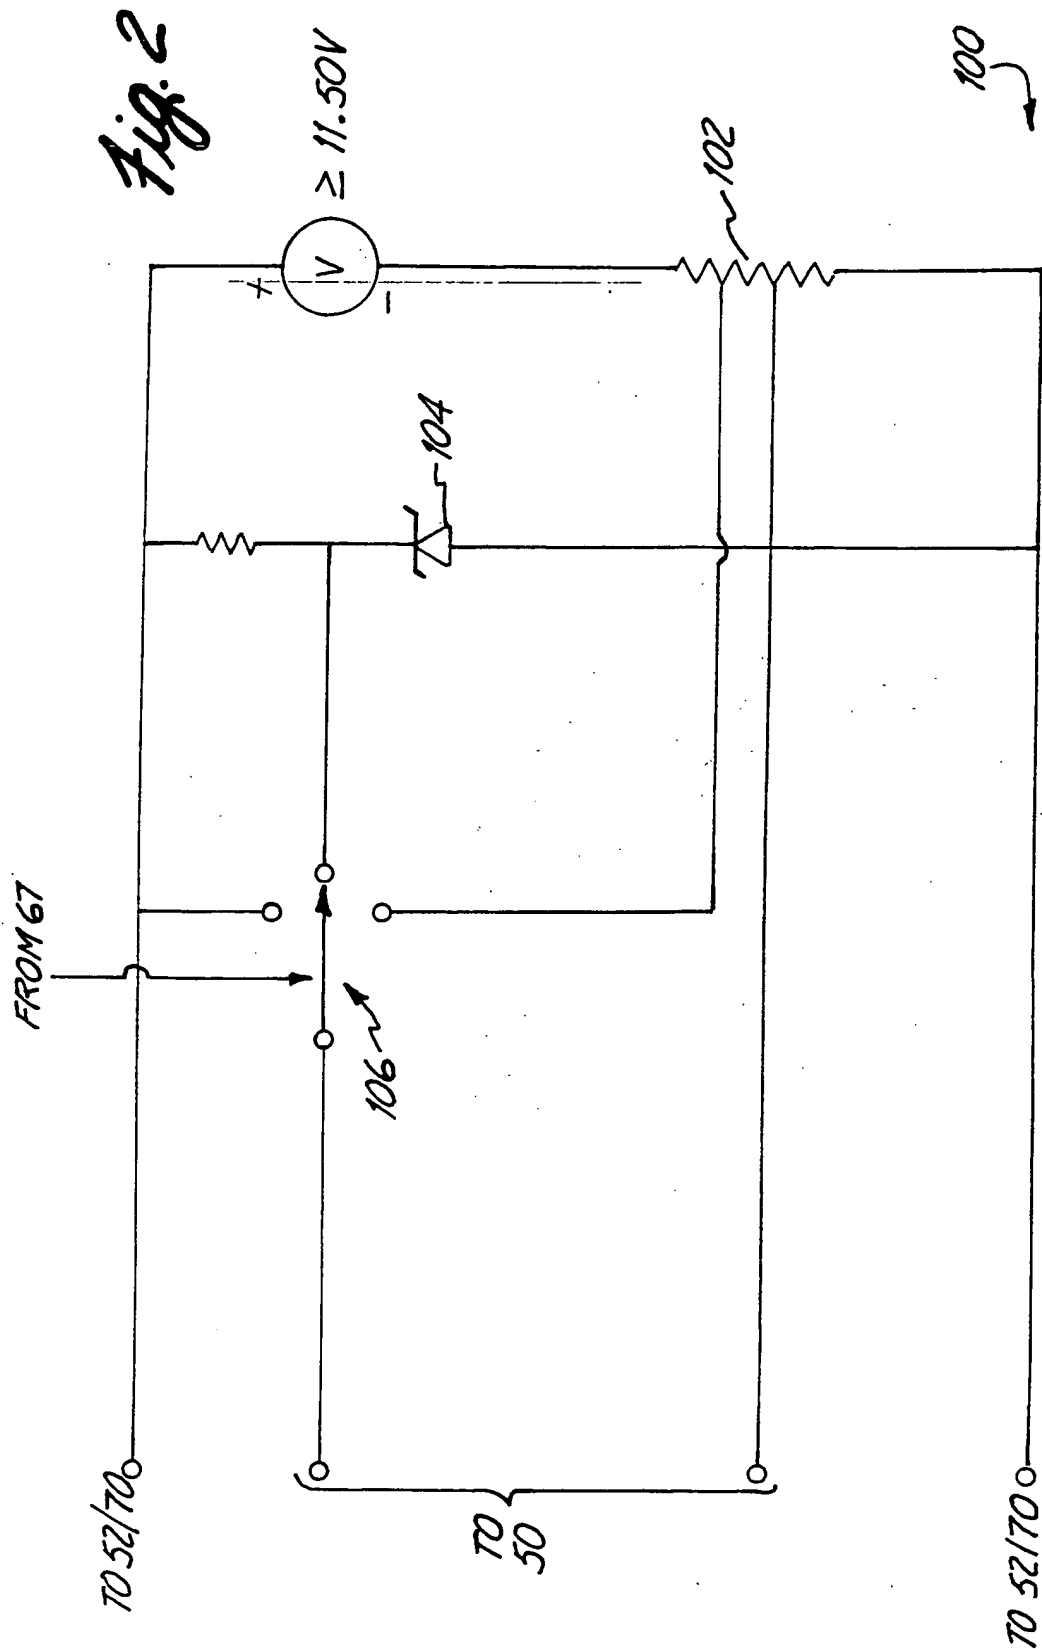 Fig. 2
FROM 67
TO 52/70
+
V
≥ 11.50V
-
106
104
TO
50
102
TO 52/70
100